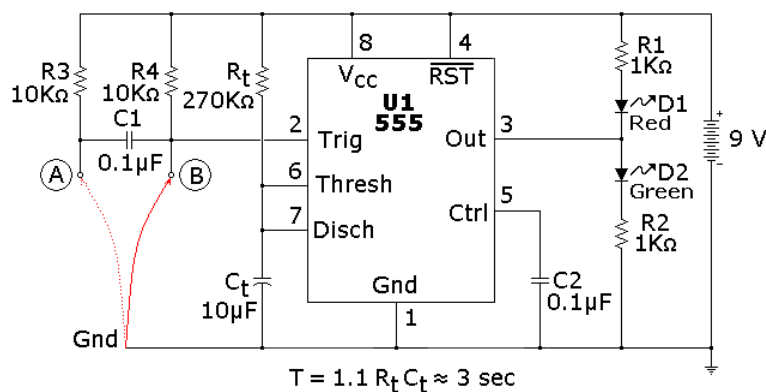 8
4
R3
10KΩ
R4
10KΩ
Rt
270KΩ
VCC
RST
R1
1KΩ
U1
555
C1
0.1µF
2
Trig
Out
3
D1
Red
+
9 V
-
A
B
6
Thresh
D2
Green
5
Ctrl
7
Disch
R2
1KΩ
Ct
10µF
Gnd
C2
0.1µF
1
Gnd
T = 1.1 Rt Ct ≈ 3 sec